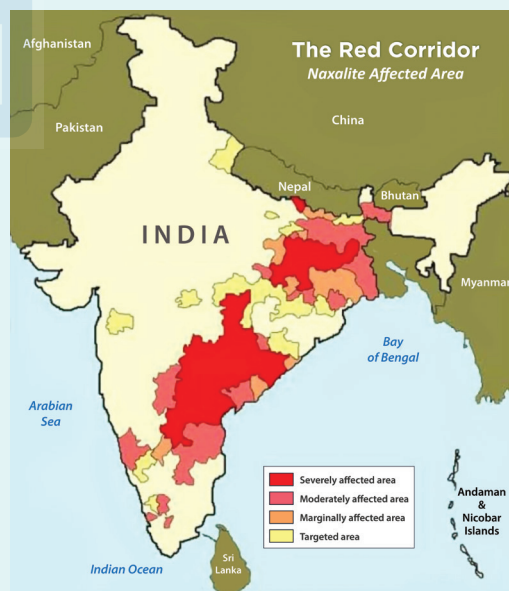 The Red Corridor
Naxalite Affected Area
Afghanistan
Pakistan
China
Nepal
Bhutan
INDIA
Myanmar
Bay
of Bengal
Arabian
Sea
Severely affected area
Moderately affected area
Marginally affected area
Targeted area
Andaman
&
Nicobar
Islands
Sri
Lanka
Indian Ocean